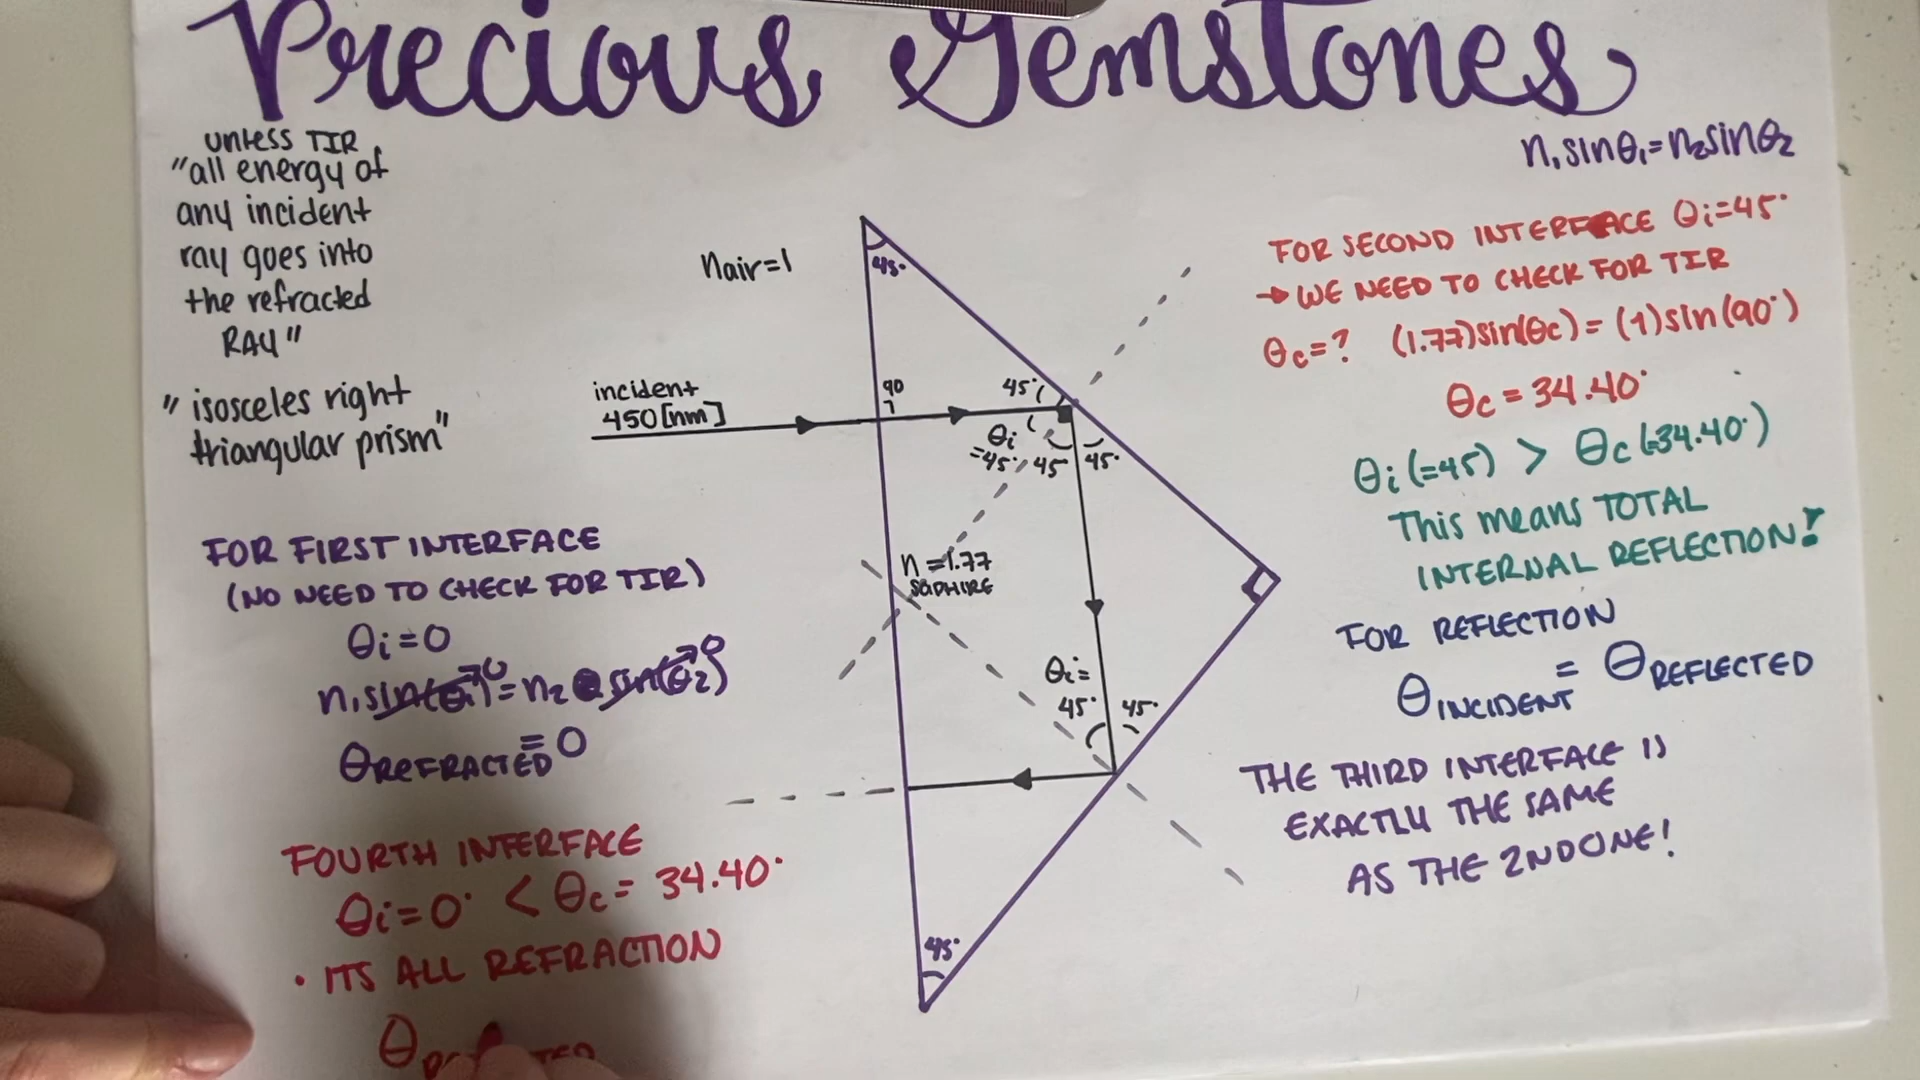 Precious Gemstones
unless TIR
"all energy of
any incident
ray goes into
the refracted
RAY"
"isosceles right
triangular prism"
FOR FIRST INTERFACE
(NO NEED TO CHECK FOR TIR)
θi=0
n1sin(θi)→0=n2 sin(θ2)→0
θREFRACTED=0
FOURTH INTERFACE
θi=0° < θc= 34.40°
• ITS ALL REFRACTION
θ
nair=1
45°
incident
450[nm]
90
45°
θi
=45°
45
45°
n=1.77
SAPHIRE
θi=
45°
45°
45°
n1sinθ1=n2sinθ2
FOR SECOND INTERFACE θi=45°
→ WE NEED TO CHECK FOR TIR
θc=? (1.77)sin(θc)=(1)sin(90°)
θc=34.40°
θi(=45) > θc(=34.40°)
This means TOTAL
INTERNAL REFLECTION!
FOR REFLECTION
θINCIDENT = θREFLECTED
THE THIRD INTERFACE IS
EXACTLY THE SAME
AS THE 2ND ONE!